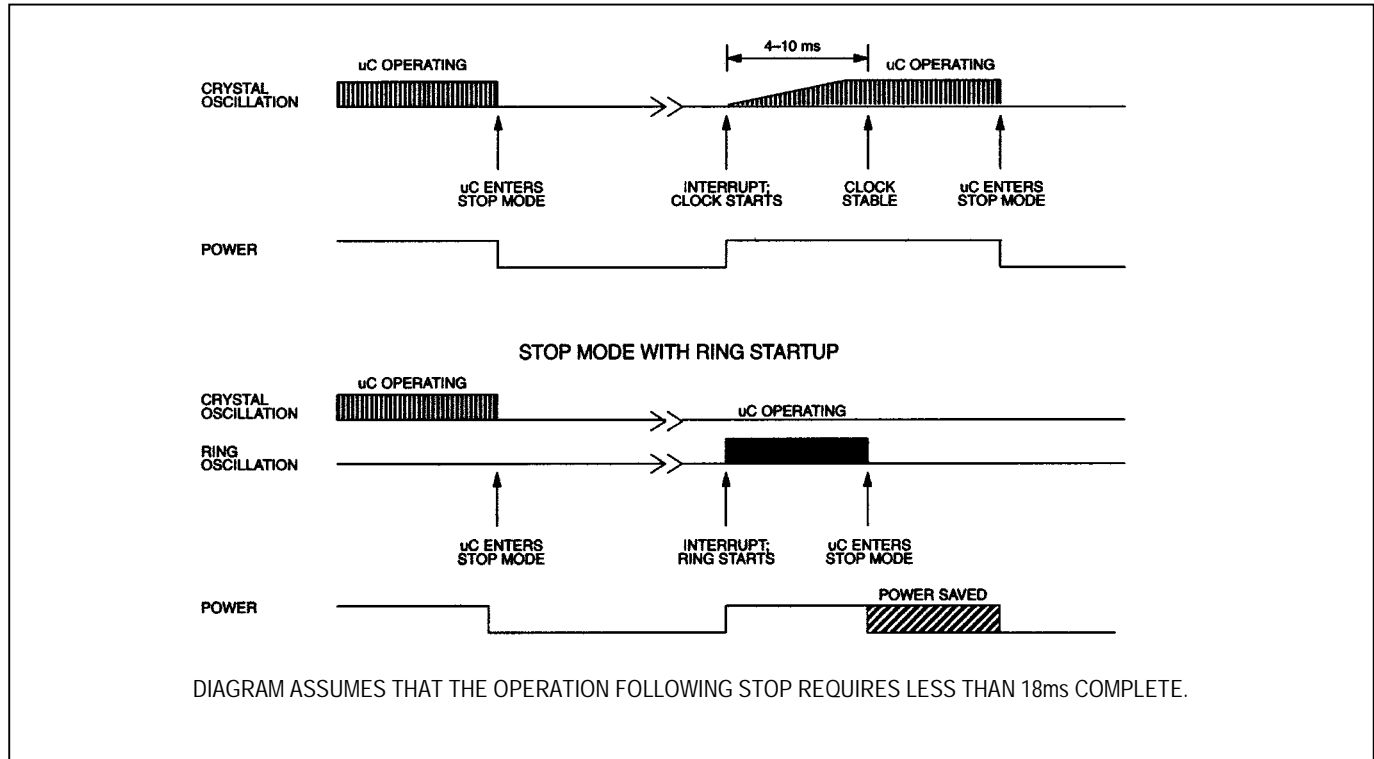 4–10 ms
uC OPERATING
uC OPERATING
CRYSTAL
OSCILLATION
uC ENTERS
STOP MODE
INTERRUPT;
CLOCK STARTS
CLOCK
STABLE
uC ENTERS
STOP MODE
POWER
STOP MODE WITH RING STARTUP
uC OPERATING
CRYSTAL
OSCILLATION
uC OPERATING
RING
OSCILLATION
uC ENTERS
STOP MODE
INTERRUPT;
RING STARTS
uC ENTERS
STOP MODE
POWER
POWER SAVED
DIAGRAM ASSUMES THAT THE OPERATION FOLLOWING STOP REQUIRES LESS THAN 18ms COMPLETE.